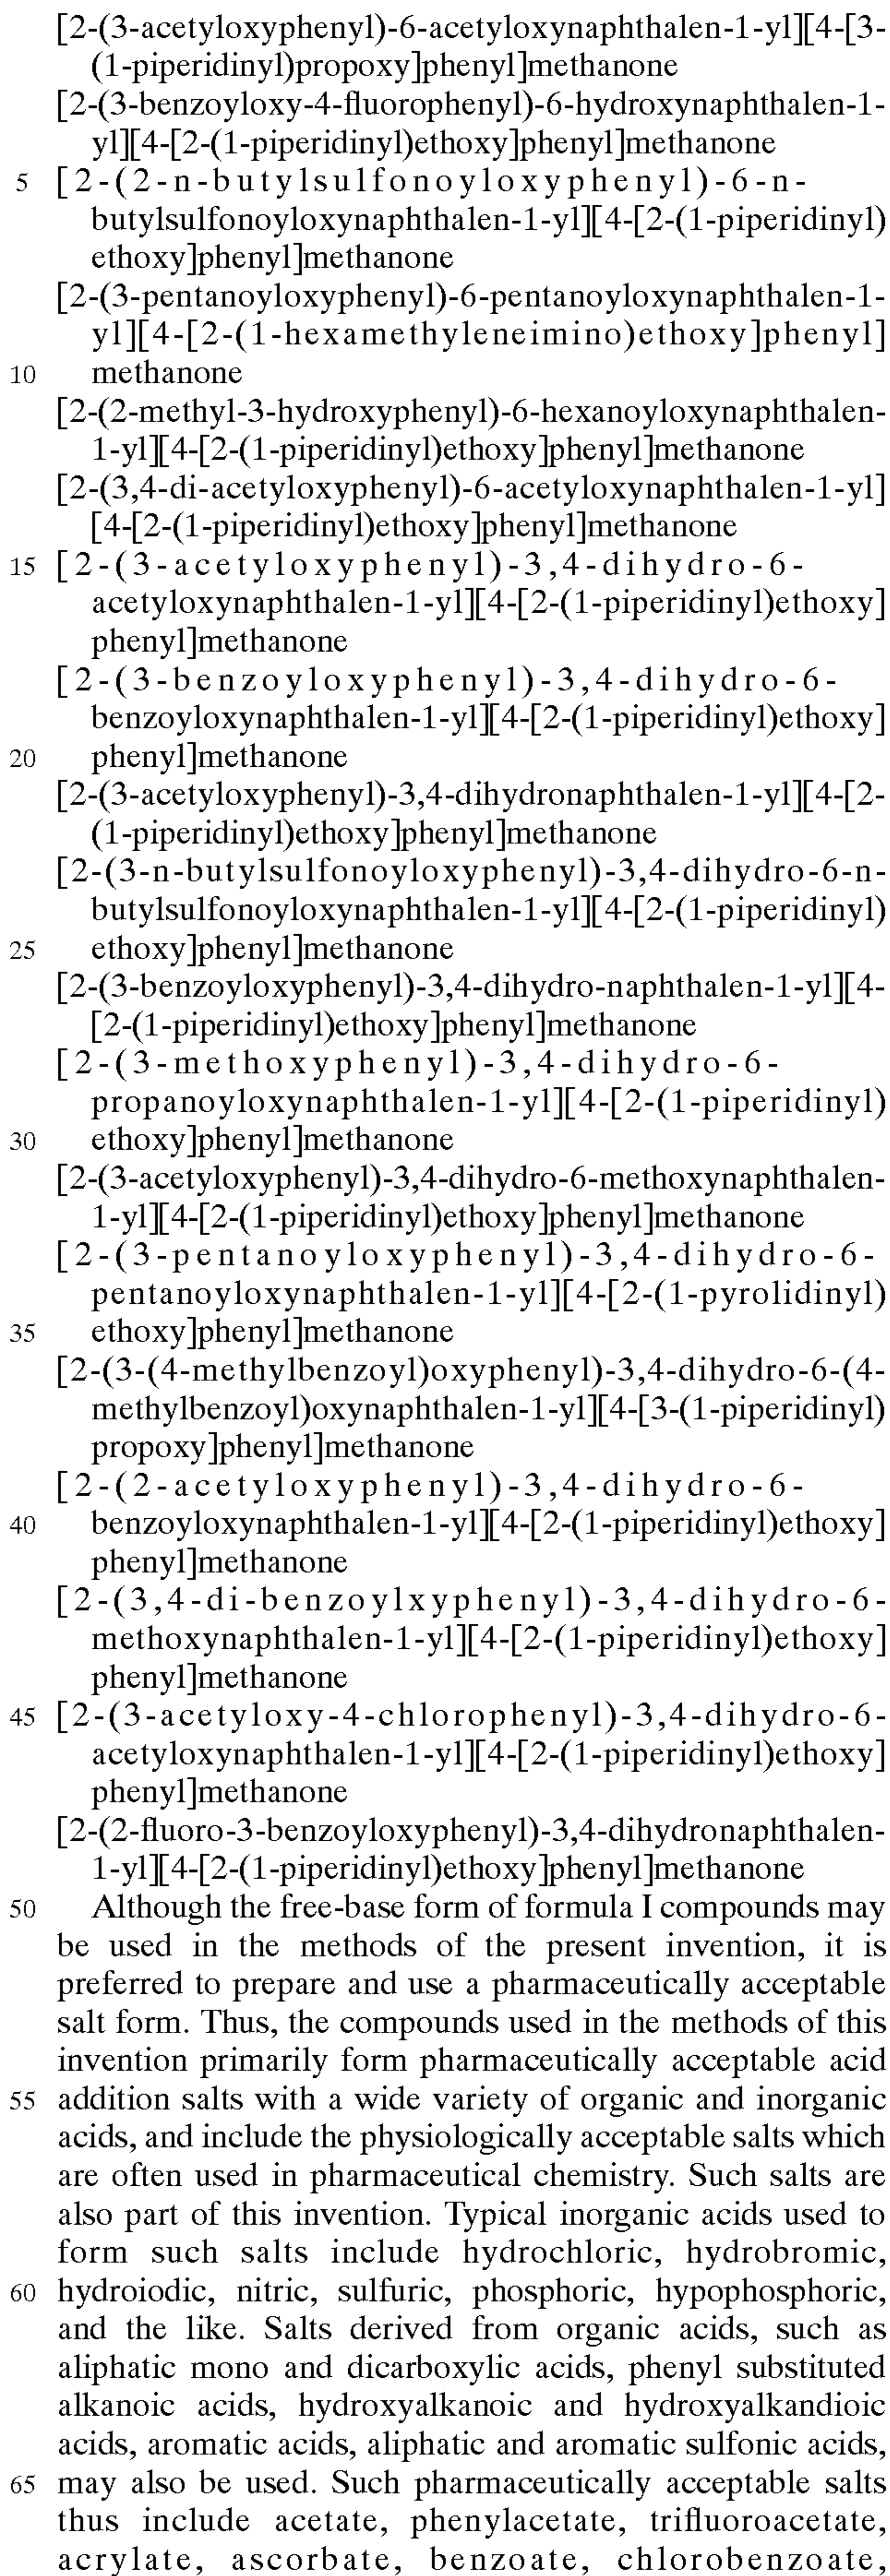 [2-(3-acetyloxyphenyl)-6-acetyloxynaphthalen-1-yl][4-[3-
(1-piperidinyl)propoxy]phenyl]methanone
[2-(3-benzoyloxy-4-fluorophenyl)-6-hydroxynaphthalen-1-
yl][4-[2-(1-piperidinyl)ethoxy]phenyl]methanone
5 [2-(2-n-butylsulfonoyloxyphenyl)-6-n-
butylsulfonoyloxynaphthalen-1-yl][4-[2-(1-piperidinyl)
ethoxy]phenyl]methanone
[2-(3-pentanoyloxyphenyl)-6-pentanoyloxynaphthalen-1-
yl][4-[2-(1-hexamethyleneimino)ethoxy]phenyl]
10 methanone
[2-(2-methyl-3-hydroxyphenyl)-6-hexanoyloxynaphthalen-
1-yl][4-[2-(1-piperidinyl)ethoxy]phenyl]methanone
[2-(3,4-di-acetyloxyphenyl)-6-acetyloxynaphthalen-1-yl]
[4-[2-(1-piperidinyl)ethoxy]phenyl]methanone
15 [2-(3-acetyloxyphenyl)-3,4-dihydro-6-
acetyloxynaphthalen-1-yl][4-[2-(1-piperidinyl)ethoxy]
phenyl]methanone
[2-(3-benzoyloxyphenyl)-3,4-dihydro-6-
benzoyloxynaphthalen-1-yl][4-[2-(1-piperidinyl)ethoxy]
20 phenyl]methanone
[2-(3-acetyloxyphenyl)-3,4-dihydronaphthalen-1-yl][4-[2-
(1-piperidinyl)ethoxy]phenyl]methanone
[2-(3-n-butylsulfonoyloxyphenyl)-3,4-dihydro-6-n-
butylsulfonoyloxynaphthalen-1-yl][4-[2-(1-piperidinyl)
25 ethoxy]phenyl]methanone
[2-(3-benzoyloxyphenyl)-3,4-dihydro-naphthalen-1-yl][4-
[2-(1-piperidinyl)ethoxy]phenyl]methanone
[2-(3-methoxyphenyl)-3,4-dihydro-6-
propanoyloxynaphthalen-1-yl][4-[2-(1-piperidinyl)
30 ethoxy]phenyl]methanone
[2-(3-acetyloxyphenyl)-3,4-dihydro-6-methoxynaphthalen-
1-yl][4-[2-(1-piperidinyl)ethoxy]phenyl]methanone
[2-(3-pentanoyloxyphenyl)-3,4-dihydro-6-
pentanoyloxynaphthalen-1-yl][4-[2-(1-pyrolidinyl)
35 ethoxy]phenyl]methanone
[2-(3-(4-methylbenzoyl)oxyphenyl)-3,4-dihydro-6-(4-
methylbenzoyl)oxynaphthalen-1-yl][4-[3-(1-piperidinyl)
propoxy]phenyl]methanone
[2-(2-acetyloxyphenyl)-3,4-dihydro-6-
40 benzoyloxynaphthalen-1-yl][4-[2-(1-piperidinyl)ethoxy]
phenyl]methanone
[2-(3,4-di-benzoylxyphenyl)-3,4-dihydro-6-
methoxynaphthalen-1-yl][4-[2-(1-piperidinyl)ethoxy]
phenyl]methanone
45 [2-(3-acetyloxy-4-chlorophenyl)-3,4-dihydro-6-
acetyloxynaphthalen-1-yl][4-[2-(1-piperidinyl)ethoxy]
phenyl]methanone
[2-(2-fluoro-3-benzoyloxyphenyl)-3,4-dihydronaphthalen-
1-yl][4-[2-(1-piperidinyl)ethoxy]phenyl]methanone
50 Although the free-base form of formula I compounds may
be used in the methods of the present invention, it is
preferred to prepare and use a pharmaceutically acceptable
salt form. Thus, the compounds used in the methods of this
invention primarily form pharmaceutically acceptable acid
55 addition salts with a wide variety of organic and inorganic
acids, and include the physiologically acceptable salts which
are often used in pharmaceutical chemistry. Such salts are
also part of this invention. Typical inorganic acids used to
form such salts include hydrochloric, hydrobromic,
60 hydroiodic, nitric, sulfuric, phosphoric, hypophosphoric,
and the like. Salts derived from organic acids, such as
aliphatic mono and dicarboxylic acids, phenyl substituted
alkanoic acids, hydroxyalkanoic and hydroxyalkandioic
acids, aromatic acids, aliphatic and aromatic sulfonic acids,
65 may also be used. Such pharmaceutically acceptable salts
thus include acetate, phenylacetate, trifluoroacetate,
acrylate, ascorbate, benzoate, chlorobenzoate,